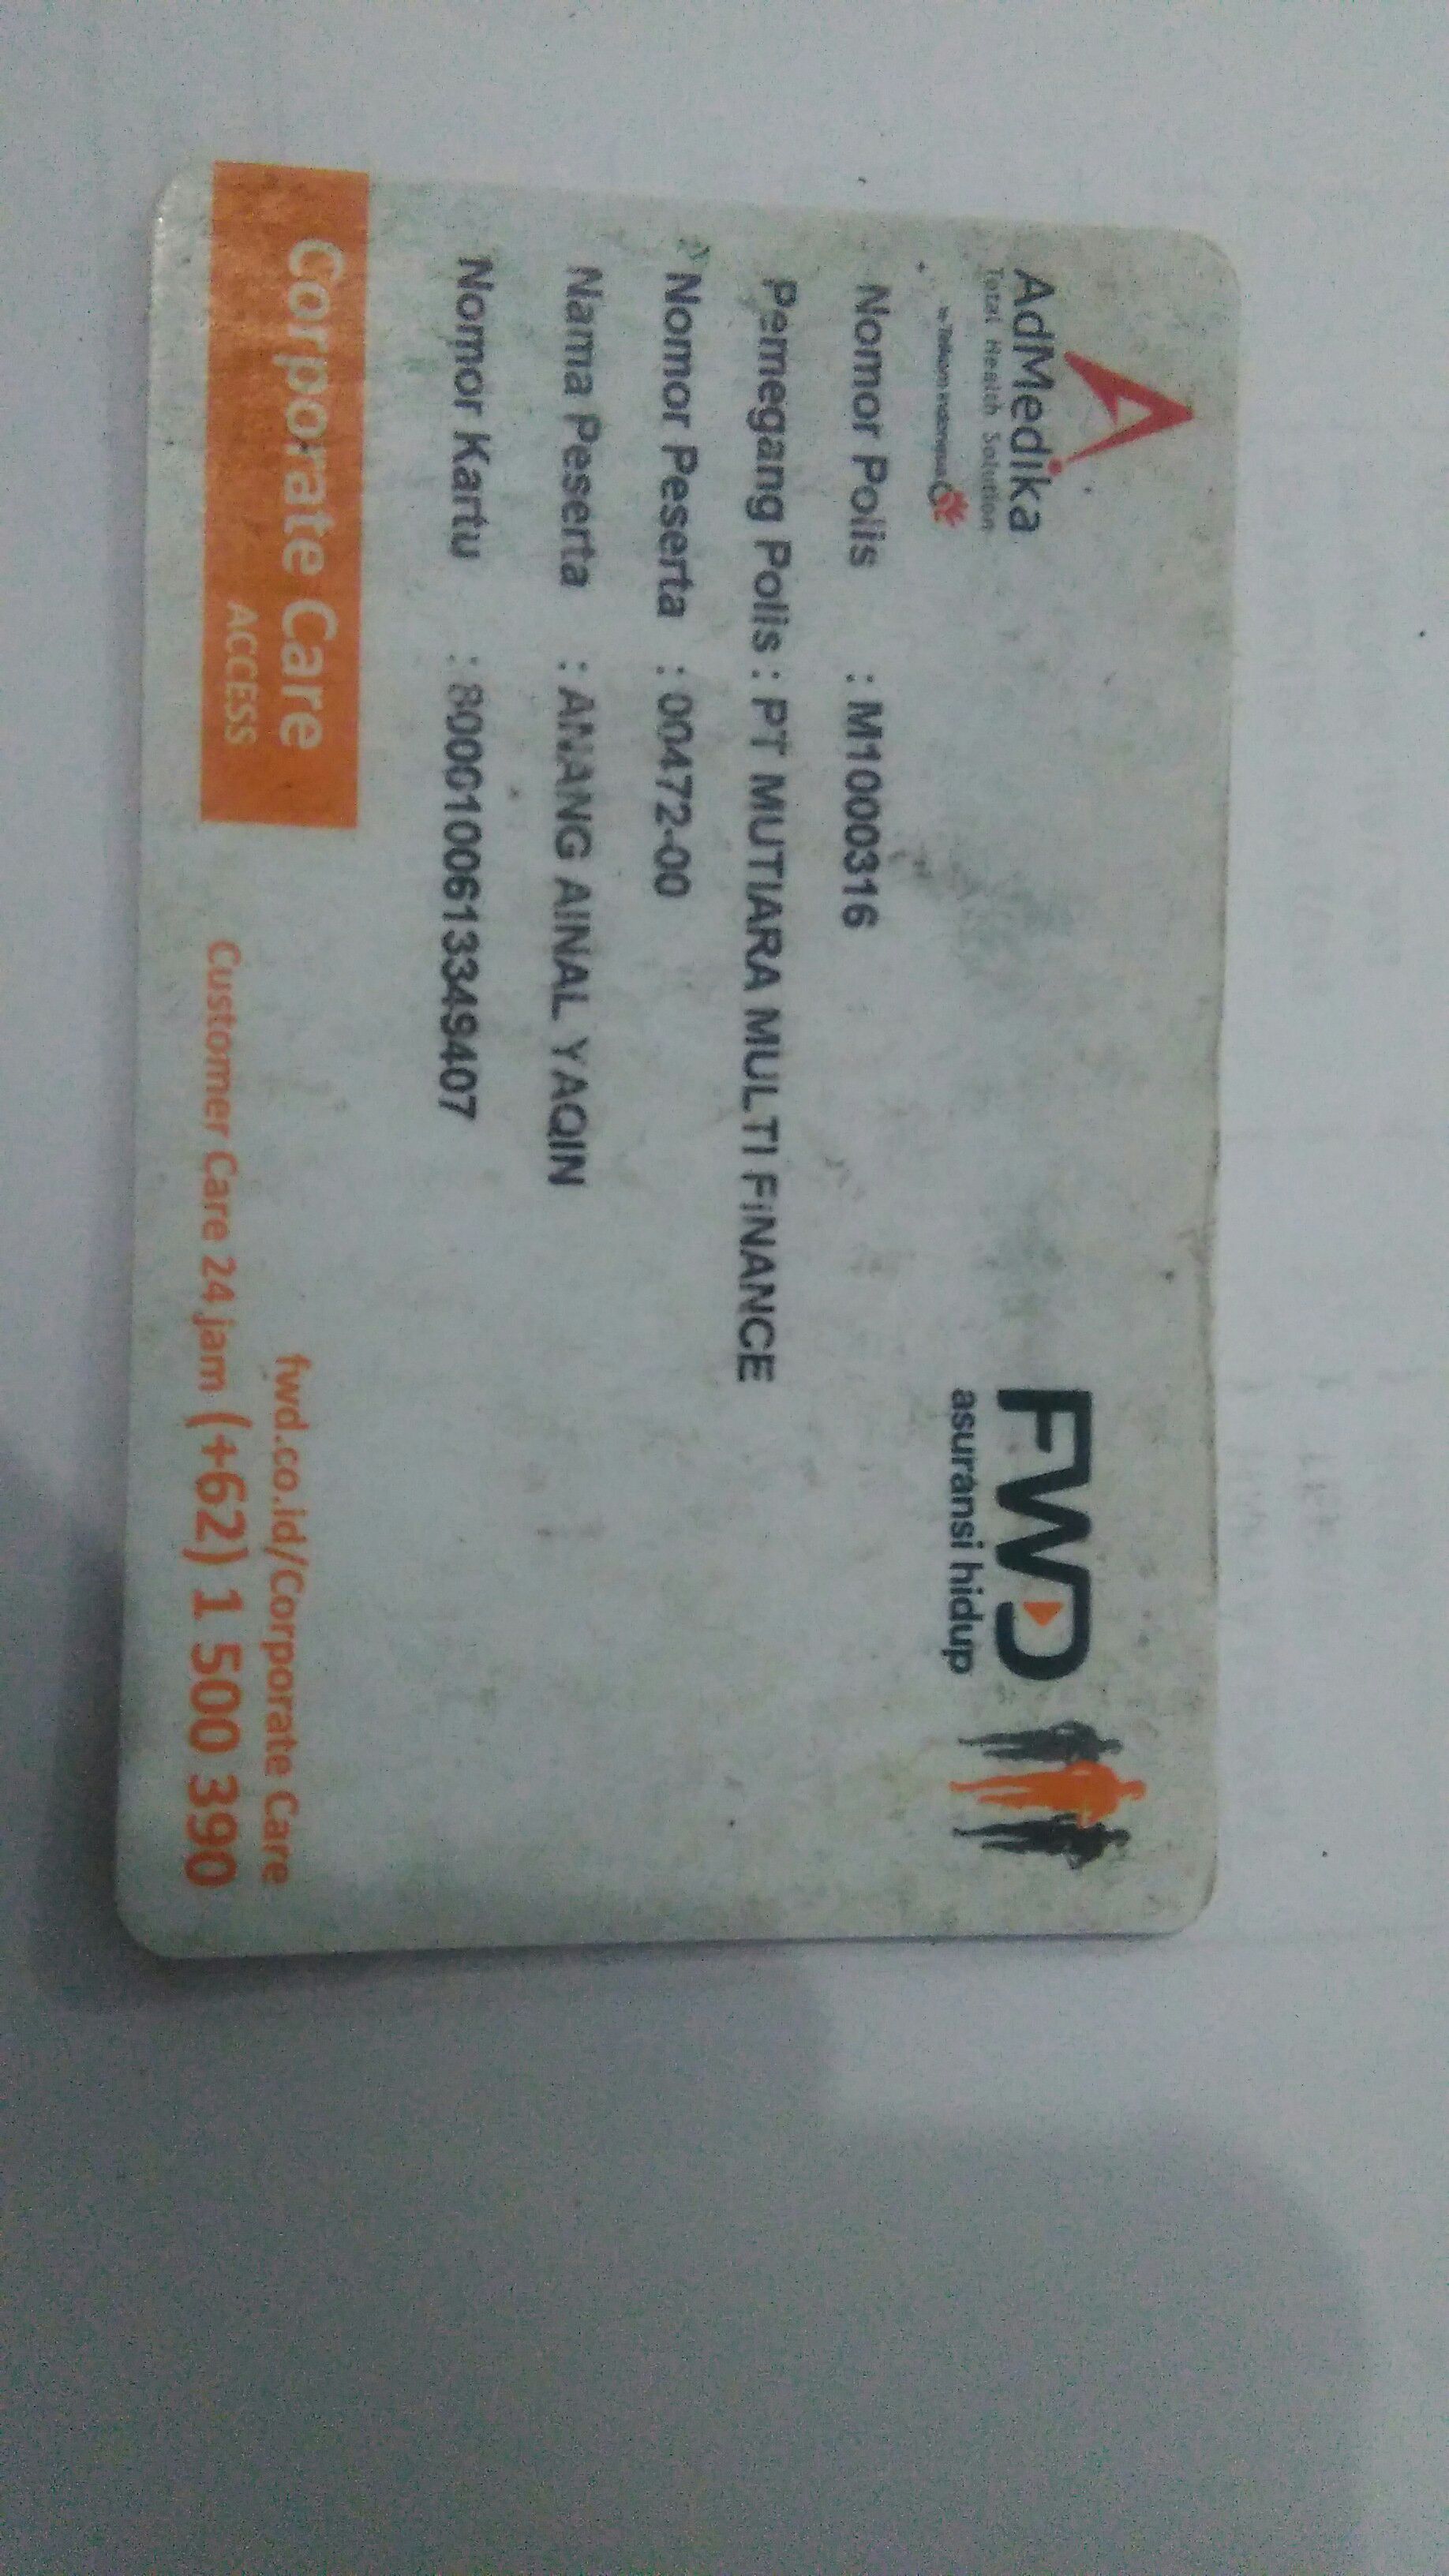 AdMedika
Total Health Solution
by Telkom Indonesia
FWD
asuransi hidup
Nomor Polis : M1000316
Pemegang Polis : PT MUTIARA MULTI FINANCE
Nomor Peserta : 00472-00
Nama Peserta : ANANG AINAL YAQIN
Nomor Kartu : 8000100613349407
Corporate Care
ACCESS
fwd.co.id/Corporate Care
Customer Care 24 jam (+62) 1 500 390